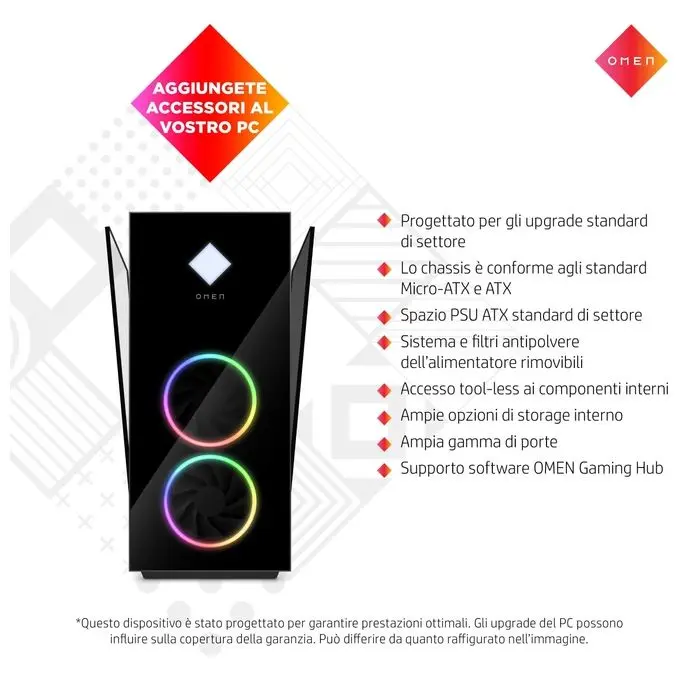 AGGIUNGETE
ACCESSORI AL
VOSTRO PC
OMEN
OMEN
Progettato per gli upgrade standard
di settore
Lo chassis è conforme agli standard
Micro-ATX e ATX
Spazio PSU ATX standard di settore
Sistema e filtri antipolvere
dell'alimentatore rimovibili
Accesso tool-less ai componenti interni
Ampie opzioni di storage interno
Ampia gamma di porte
Supporto software OMEN Gaming Hub
*Questo dispositivo è stato progettato per garantire prestazioni ottimali. Gli upgrade del PC possono
influire sulla copertura della garanzia. Può differire da quanto raffigurato nell'immagine.